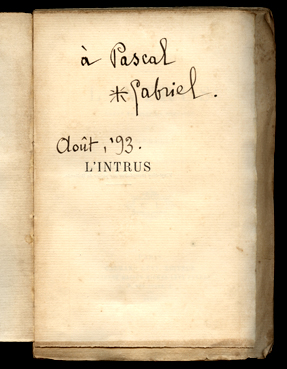 à Pascal
* Gabriel.
Août, '93.
L'INTRUS